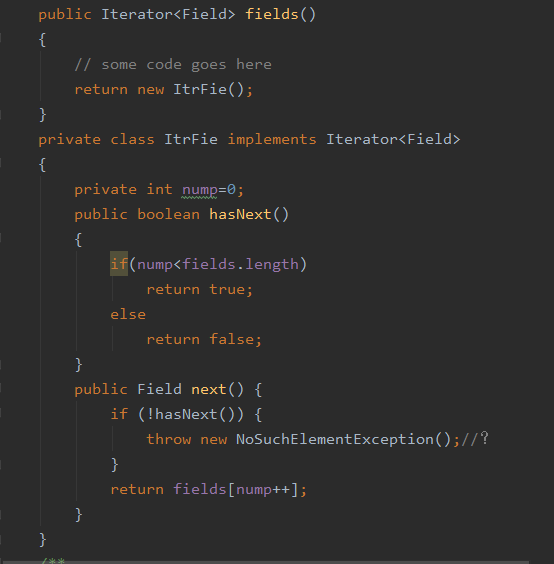 public Iterator<Field> fields()
{
    // some code goes here
    return new ItrFie();
}
private class ItrFie implements Iterator<Field>
{
    private int nump=0;
    public boolean hasNext()
    {
        if(nump<fields.length)
            return true;
        else
            return false;
    }
    public Field next() {
        if (!hasNext()) {
            throw new NoSuchElementException();//?
        }
        return fields[nump++];
    }
}
/**